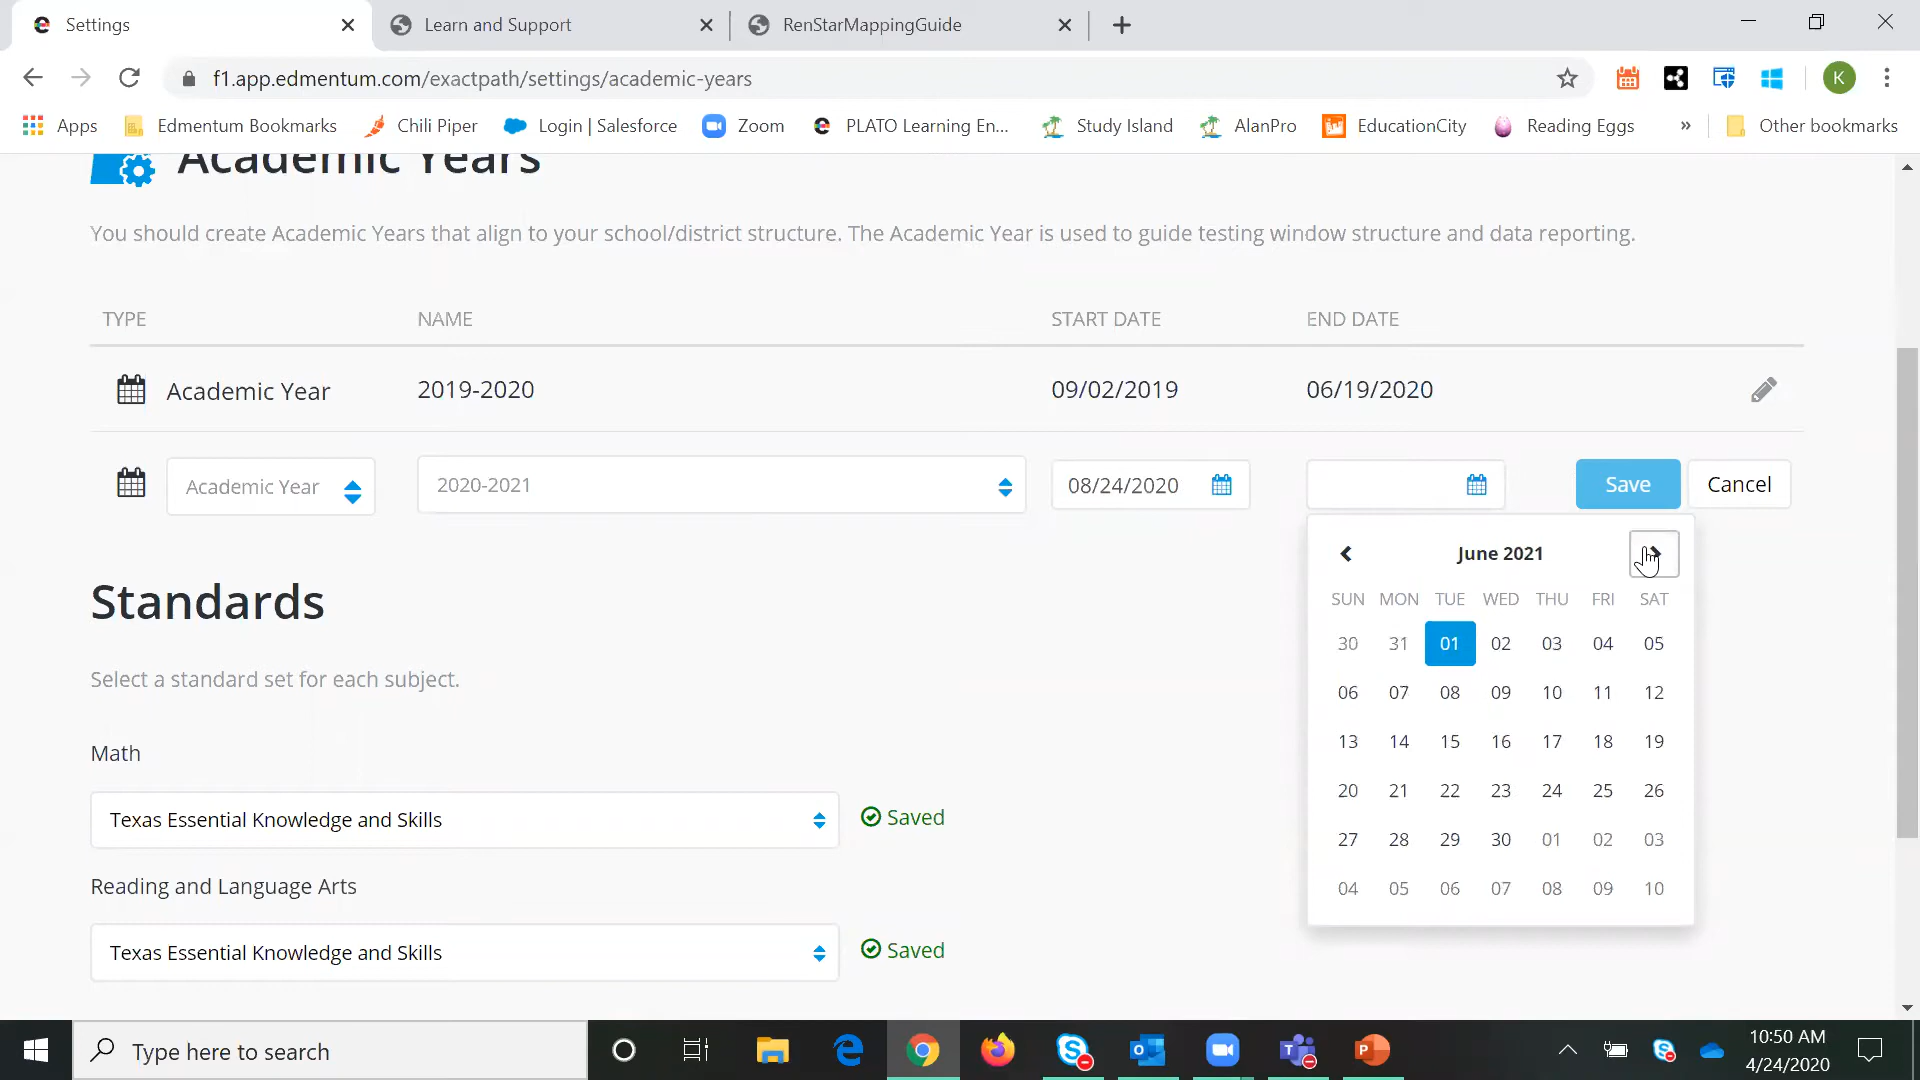 Settings
Learn and Support
RenStarMappingGuide
f1.app.edmentum.com/exactpath/settings/academic-years
K
Apps
Edmentum Bookmarks
Chili Piper
Login | Salesforce
Zoom
PLATO Learning En...
Study Island
AlanPro
EducationCity
Reading Eggs
»
Other bookmarks
Academic Years
You should create Academic Years that align to your school/district structure. The Academic Year is used to guide testing window structure and data reporting.
TYPE NAME START DATE END DATE
Academic Year 2019-2020 09/02/2019 06/19/2020
Academic Year 2020-2021 08/24/2020 Save Cancel
June 2021
SUN MON TUE WED THU FRI SAT
30 31 01 02 03 04 05
06 07 08 09 10 11 12
13 14 15 16 17 18 19
20 21 22 23 24 25 26
27 28 29 30 01 02 03
04 05 06 07 08 09 10
Standards
Select a standard set for each subject.
Math
Texas Essential Knowledge and Skills
Saved
Reading and Language Arts
Texas Essential Knowledge and Skills
Saved
Type here to search
10:50 AM
4/24/2020